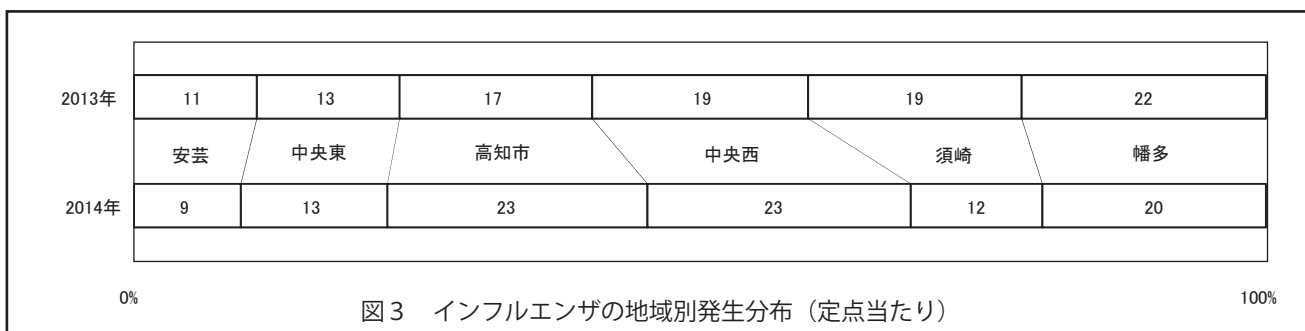 2013年 11 13 17 19 19 22
安芸 中央東 高知市 中央西 須崎 幡多
2014年 9 13 23 23 12 20
0% 100%
図３　インフルエンザの地域別発生分布（定点当たり）